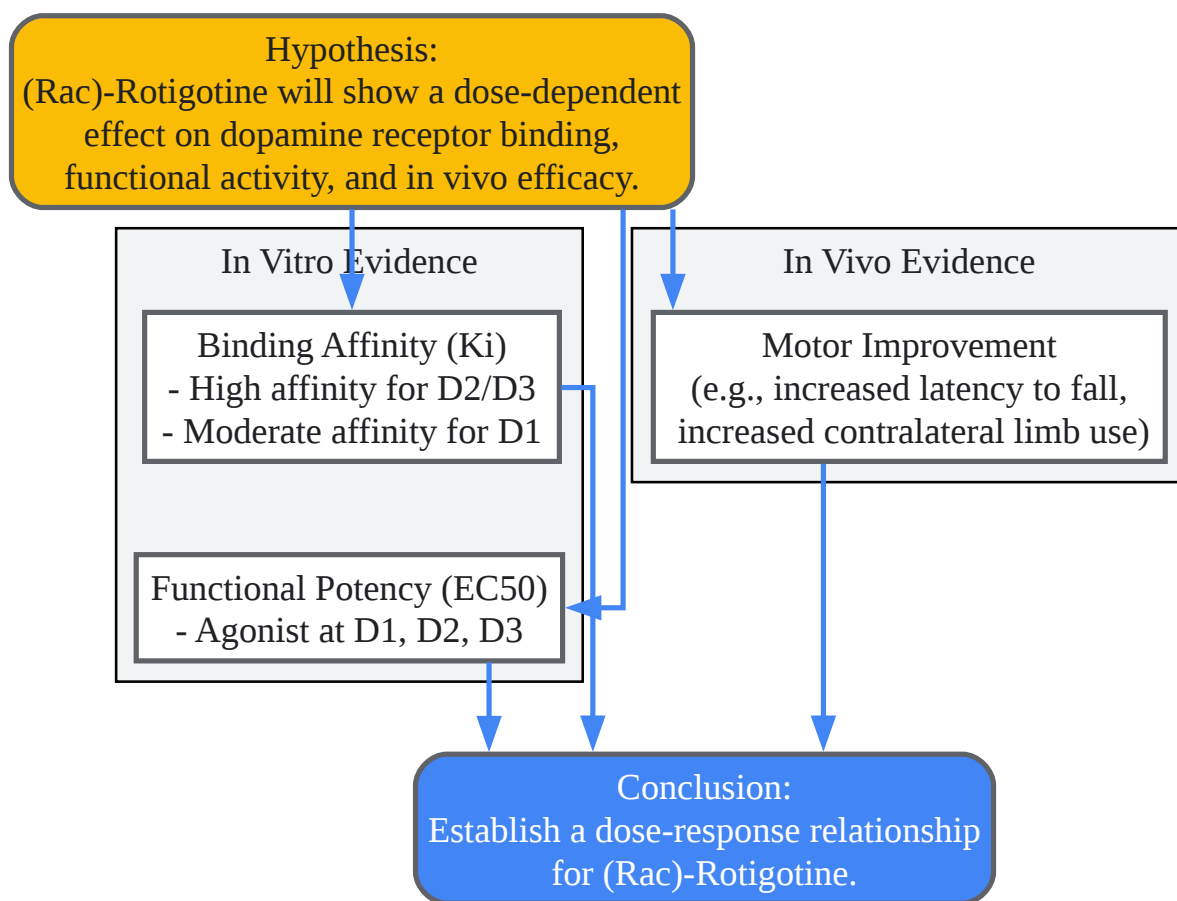 Hypothesis:
(Rac)-Rotigotine will show a dose-dependent
effect on dopamine receptor binding,
functional activity, and in vivo efficacy.
In Vitro Evidence
Binding Affinity (Ki)
- High affinity for D2/D3
- Moderate affinity for D1
Functional Potency (EC50)
- Agonist at D1, D2, D3
In Vivo Evidence
Motor Improvement
(e.g., increased latency to fall,
increased contralateral limb use)
Conclusion:
Establish a dose-response relationship
for (Rac)-Rotigotine.